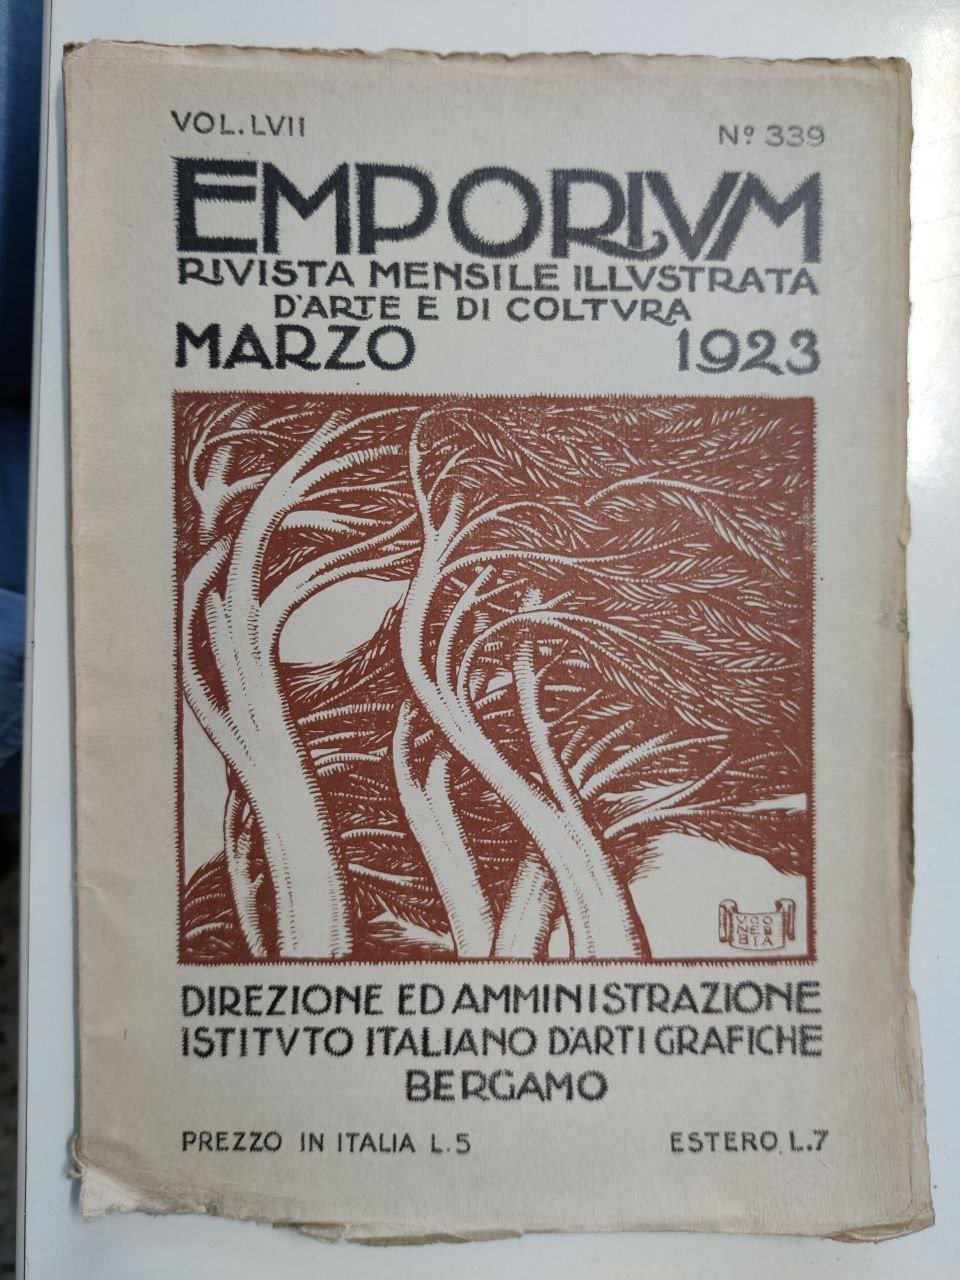 VOL. LVII
Nº 339
EMPORIVM
RIVISTA MENSILE ILLVSTRATA
D'ARTE E DI COLTVRA
MARZO 1923
VGO
NEB
BIA
DIREZIONE ED AMMINISTRAZIONE
ISTITVTO ITALIANO D'ARTI GRAFICHE
BERGAMO
PREZZO IN ITALIA L.5
ESTERO L.7